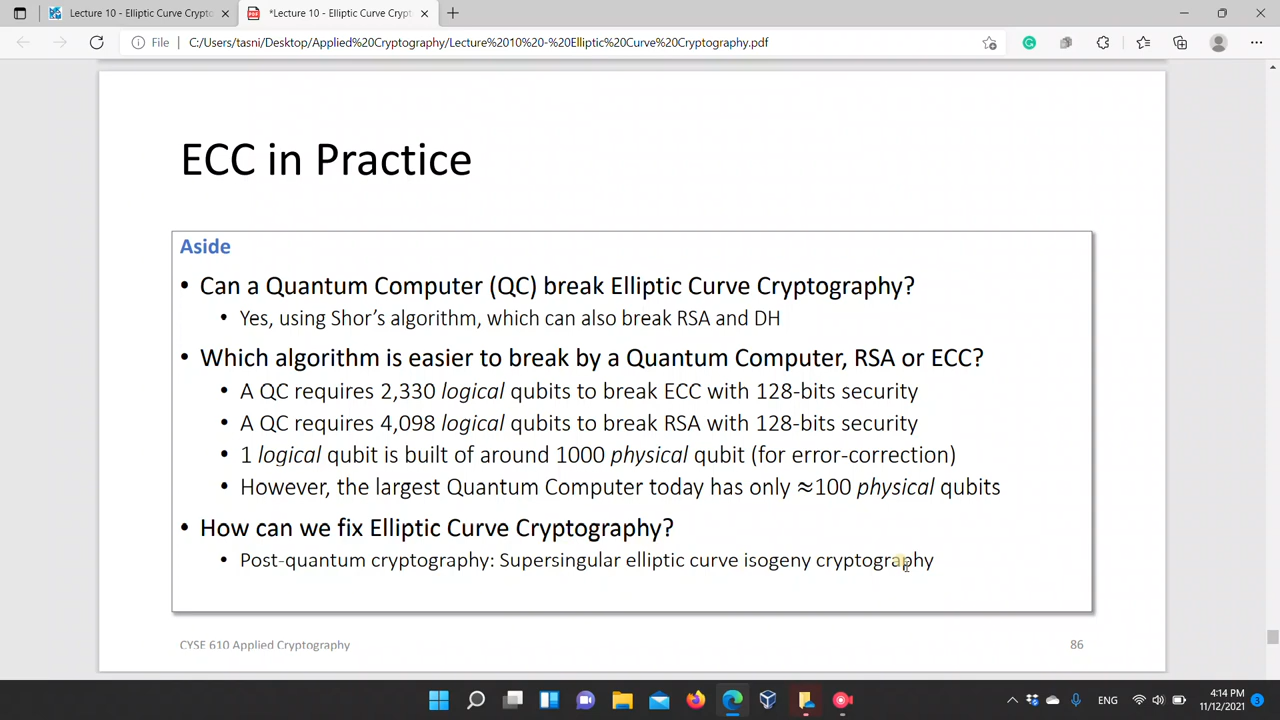 Lecture 10 - Elliptic Curve Crypto
*Lecture 10 - Elliptic Curve Crypt
File
C:/Users/tasni/Desktop/Applied%20Cryptography/Lecture%2010%20-%20Elliptic%20Curve%20Cryptography.pdf
ECC in Practice
Aside
• Can a Quantum Computer (QC) break Elliptic Curve Cryptography?
• Yes, using Shor's algorithm, which can also break RSA and DH
• Which algorithm is easier to break by a Quantum Computer, RSA or ECC?
• A QC requires 2,330 logical qubits to break ECC with 128-bits security
• A QC requires 4,098 logical qubits to break RSA with 128-bits security
• 1 logical qubit is built of around 1000 physical qubit (for error-correction)
• However, the largest Quantum Computer today has only ≈100 physical qubits
• How can we fix Elliptic Curve Cryptography?
• Post-quantum cryptography: Supersingular elliptic curve isogeny cryptography
CYSE 610 Applied Cryptography
86
ENG
4:14 PM
11/12/2021
3